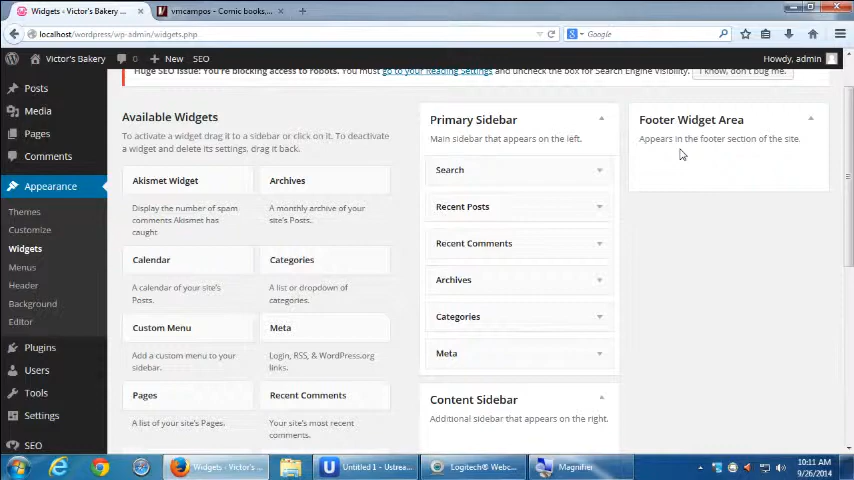 Widgets ‹ Victor's Bakery...
vmcampos - Comic books,...
localhost/wordpress/wp-admin/widgets.php
Google
Victor's Bakery
New
SEO
Howdy, admin
Huge SEO Issue: You're blocking access to robots. You must go to your Reading Settings and uncheck the box for Search Engine Visibility.
I know, don't bug me.
Posts
Media
Pages
Comments
Appearance
Themes
Customize
Widgets
Menus
Header
Background
Editor
Plugins
Users
Tools
Settings
SEO
Available Widgets
To activate a widget drag it to a sidebar or click on it. To deactivate
a widget and delete its settings, drag it back.
Akismet Widget
Archives
Display the number of spam
comments Akismet has
caught
A monthly archive of your
site's Posts.
Calendar
Categories
A calendar of your site's
Posts.
A list or dropdown of
categories.
Custom Menu
Meta
Add a custom menu to your
sidebar.
Login, RSS, & WordPress.org
links.
Pages
Recent Comments
A list of your site's Pages.
Your site's most recent
comments.
Primary Sidebar
Main sidebar that appears on the left.
Search
Recent Posts
Recent Comments
Archives
Categories
Meta
Content Sidebar
Additional sidebar that appears on the right.
Footer Widget Area
Appears in the footer section of the site.
Widgets ‹ Victor'...
Untitled 1 - Ustrea...
Logitech® Webc...
Magnifier
10:11 AM
9/26/2014